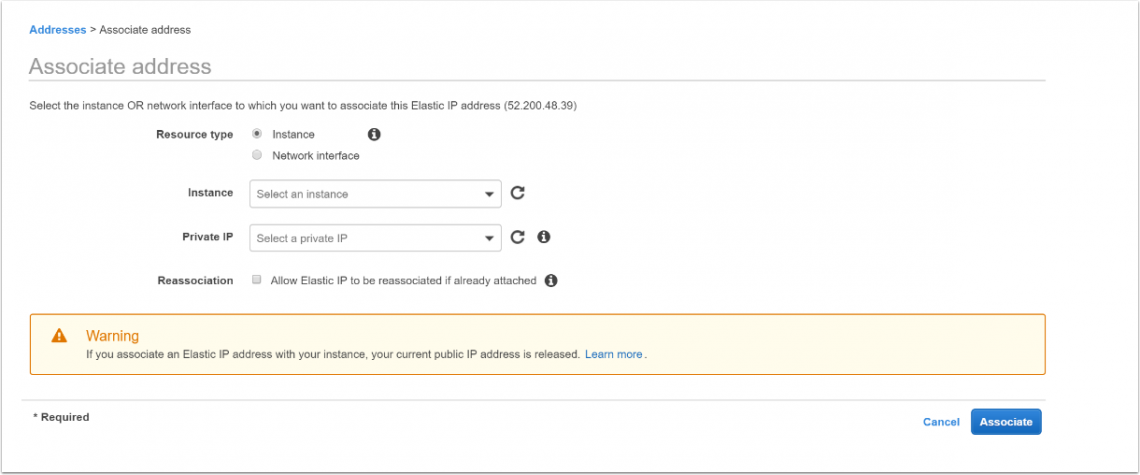 Addresses > Associate address
Associate address
Select the instance OR network interface to which you want to associate this Elastic IP address (52.200.48.39)
Resource type Instance
Network interface
Instance Select an instance
Private IP Select a private IP
Reassociation Allow Elastic IP to be reassociated if already attached
Warning
If you associate an Elastic IP address with your instance, your current public IP address is released. Learn more.
* Required
Cancel Associate